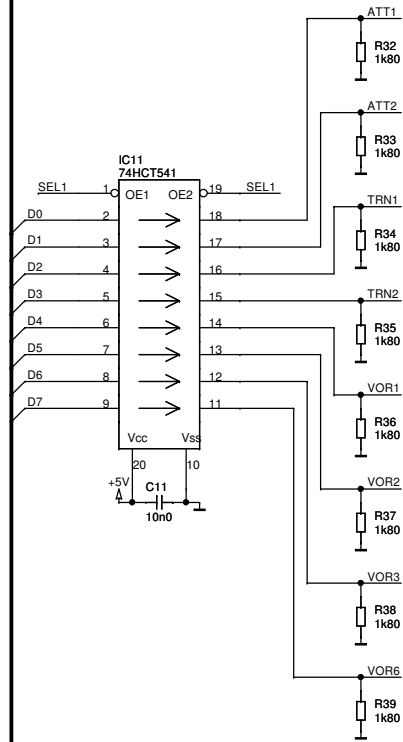 ATT1
R32
1k80
ATT2
R33
1k80
IC11
74HCT541
SEL1 1 OE1 OE2 19 SEL1
TRN1
D0 2 18
R34
1k80
D1 3 17
D2 4 16
D3 5 15 TRN2
D4 6 14
R35
1k80
D5 7 13
D6 8 12
VOR1
D7 9 11
R36
1k80
Vcc Vss
20 10
+5V C11
10n0
VOR2
R37
1k80
VOR3
R38
1k80
VOR6
R39
1k80